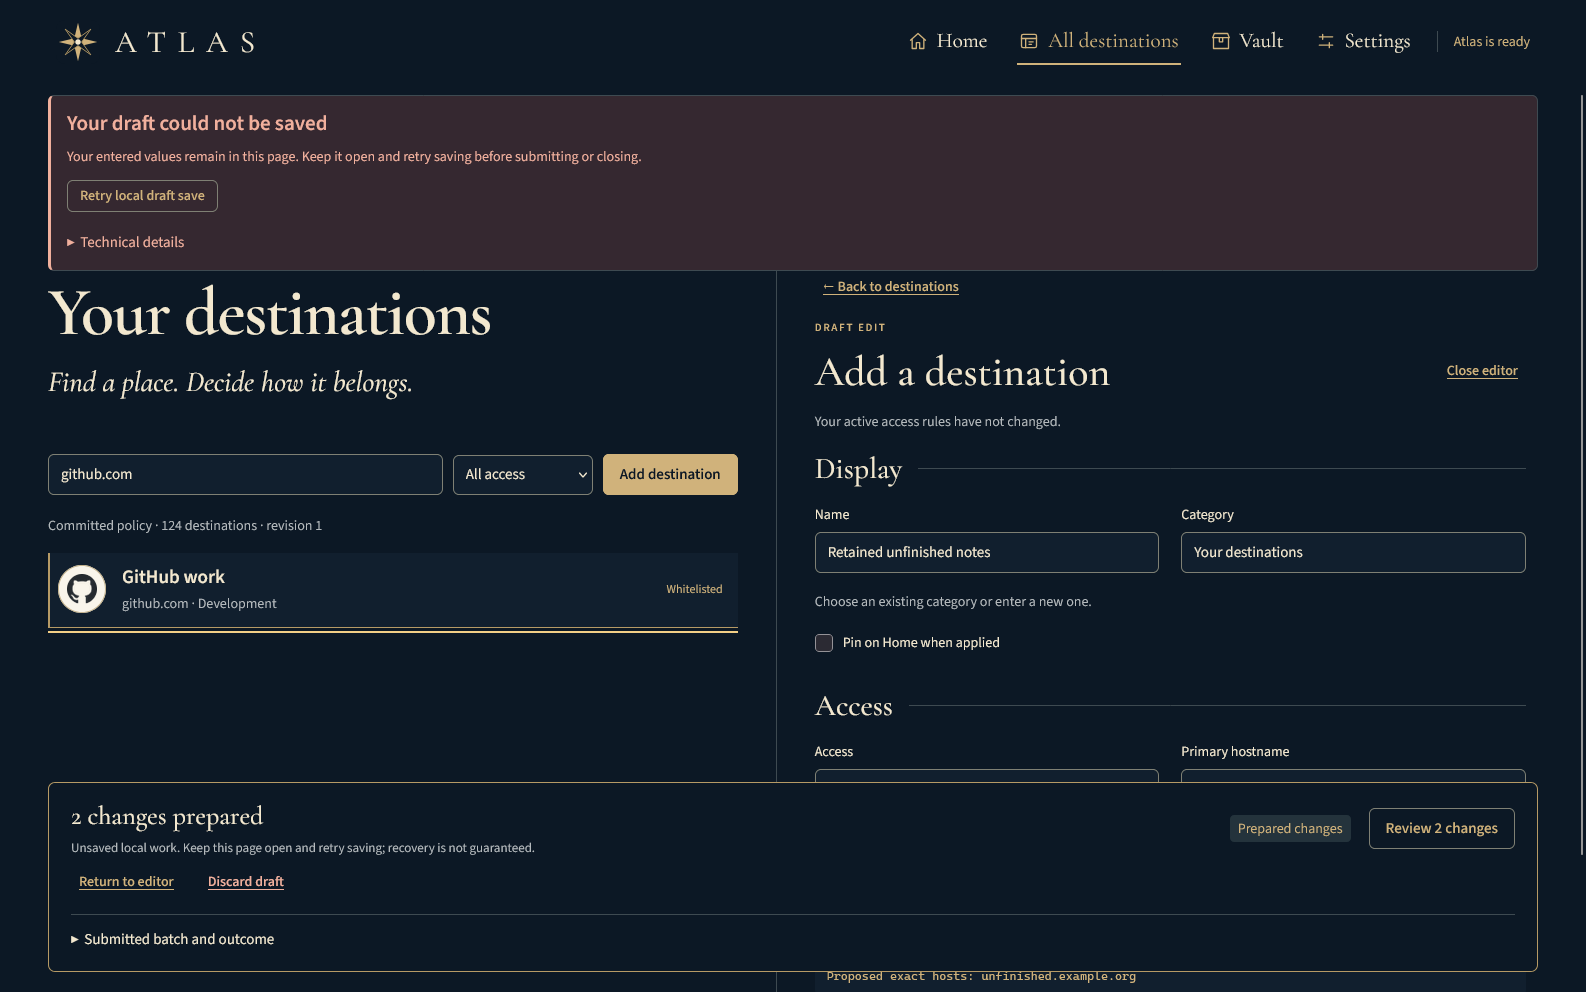 ATLAS
Home
All destinations
Vault
Settings
Atlas is ready
Your draft could not be saved
Your entered values remain in this page. Keep it open and retry saving before submitting or closing.
Retry local draft save
▸ Technical details
Your destinations
Find a place. Decide how it belongs.
github.com
All access
Add destination
Committed policy · 124 destinations · revision 1
GitHub work
github.com · Development
Whitelisted
← Back to destinations
DRAFT EDIT
Add a destination
Close editor
Your active access rules have not changed.
Display
Name
Category
Retained unfinished notes
Your destinations
Choose an existing category or enter a new one.
Pin on Home when applied
Access
Access
Primary hostname
2 changes prepared
Unsaved local work. Keep this page open and retry saving; recovery is not guaranteed.
Prepared changes
Review 2 changes
Return to editor
Discard draft
▸ Submitted batch and outcome
Proposed exact hosts: unfinished.example.org